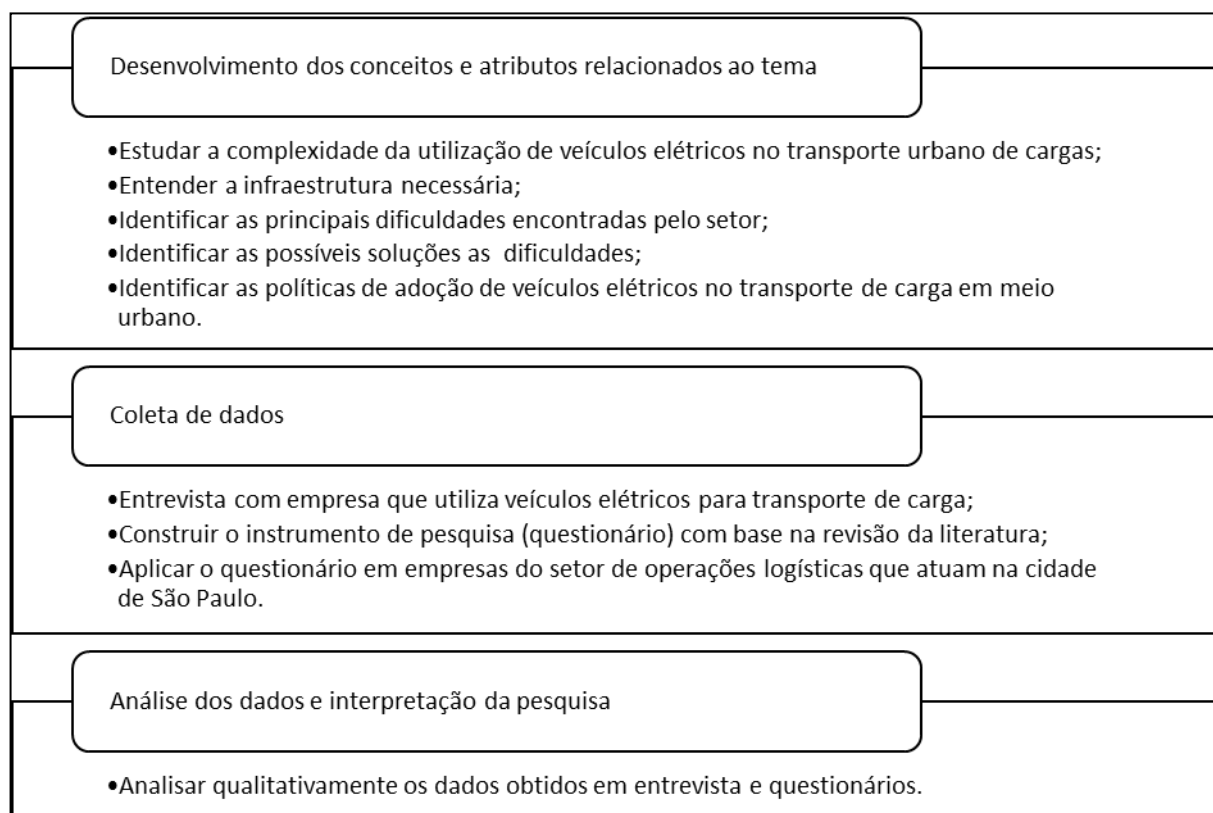 Desenvolvimento dos conceitos e atributos relacionados ao tema
•Estudar a complexidade da utilização de veículos elétricos no transporte urbano de cargas;
•Entender a infraestrutura necessária;
•Identificar as principais dificuldades encontradas pelo setor;
•Identificar as possíveis soluções as  dificuldades;
•Identificar as políticas de adoção de veículos elétricos no transporte de carga em meio
urbano.
Coleta de dados
•Entrevista com empresa que utiliza veículos elétricos para transporte de carga;
•Construir o instrumento de pesquisa (questionário) com base na revisão da literatura;
•Aplicar o questionário em empresas do setor de operações logísticas que atuam na cidade
de São Paulo.
Análise dos dados e interpretação da pesquisa
•Analisar qualitativamente os dados obtidos em entrevista e questionários.